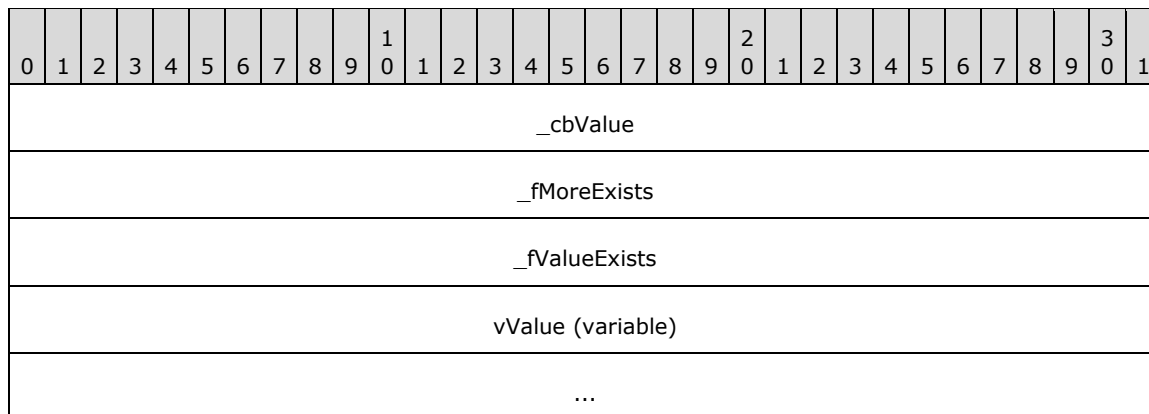 1 2 3
0 1 2 3 4 5 6 7 8 9 0 1 2 3 4 5 6 7 8 9 0 1 2 3 4 5 6 7 8 9 0 1
_cbValue
_fMoreExists
_fValueExists
vValue (variable)
...